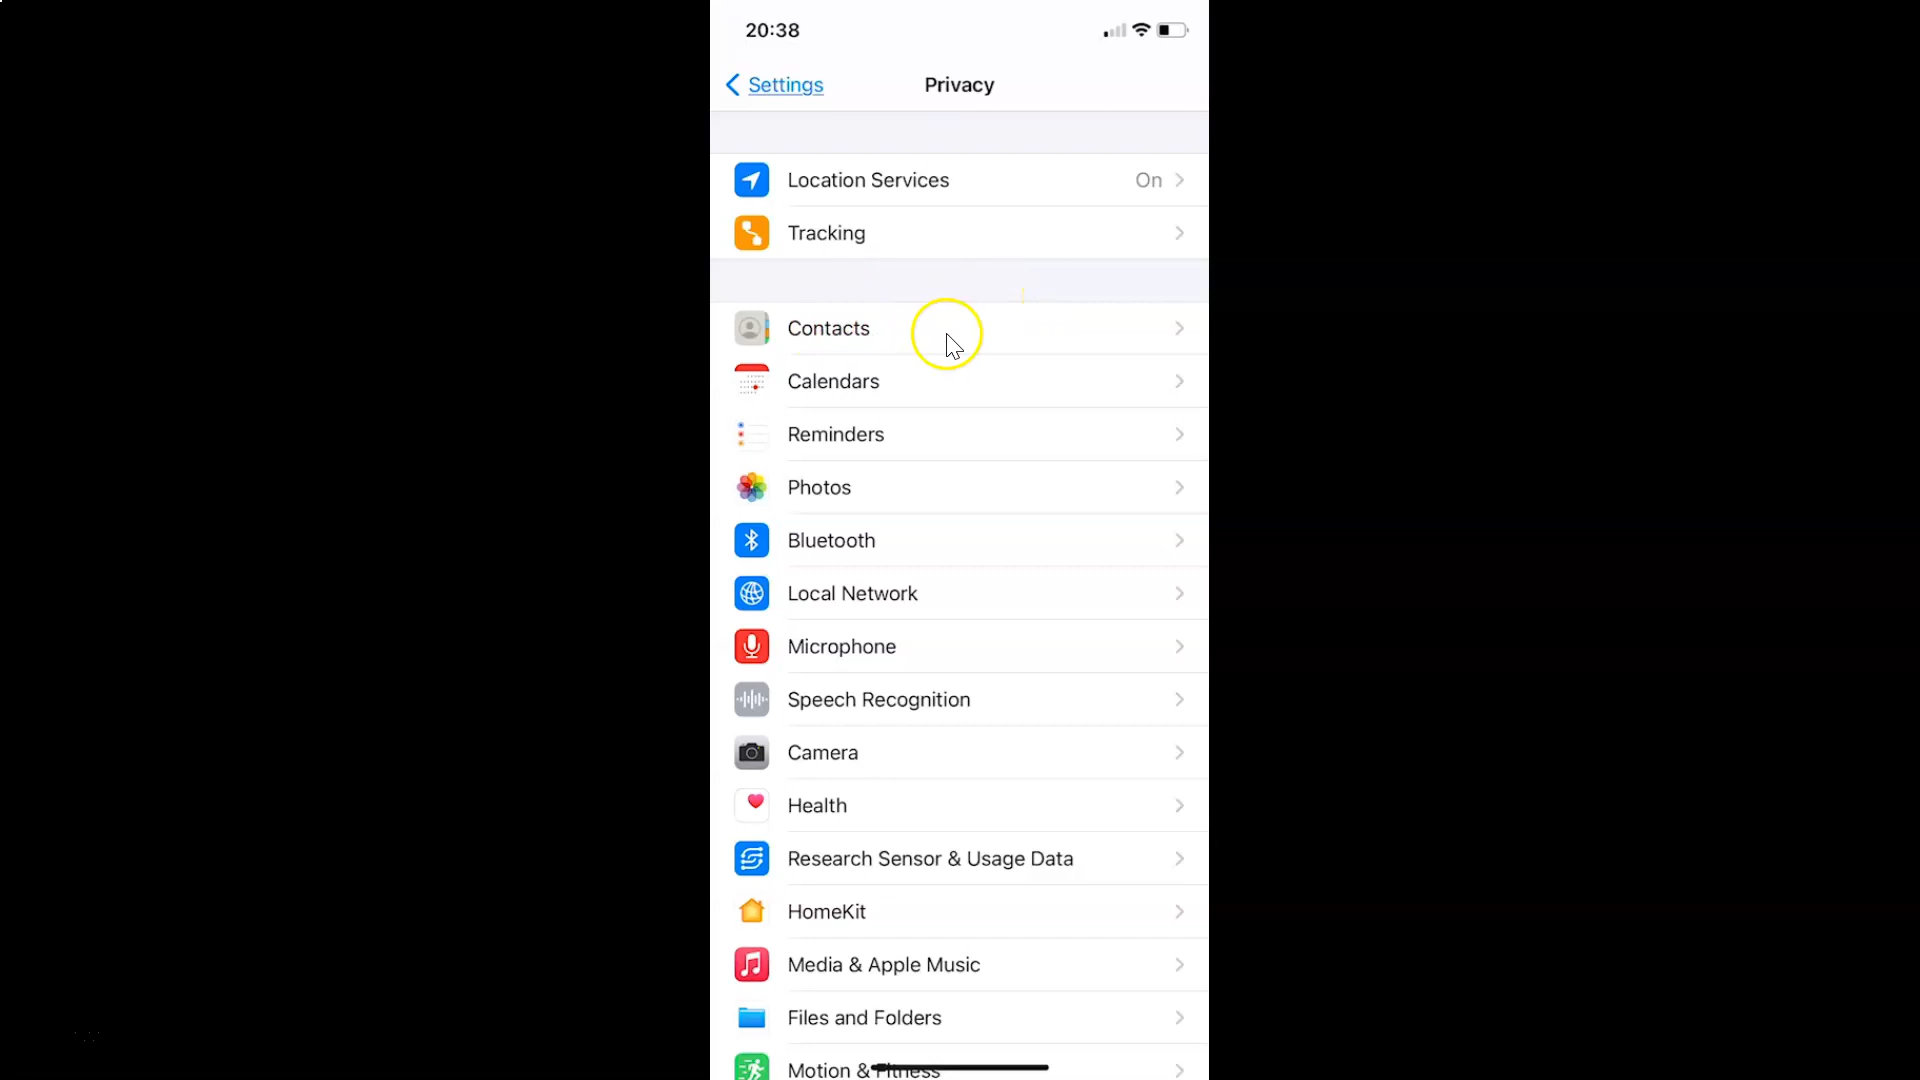 20:38
Settings
Privacy
Location Services
On
Tracking
Contacts
Calendars
Reminders
Photos
Bluetooth
Local Network
Microphone
Speech Recognition
Camera
Health
Research Sensor & Usage Data
HomeKit
Media & Apple Music
Files and Folders
Motion & Fitness